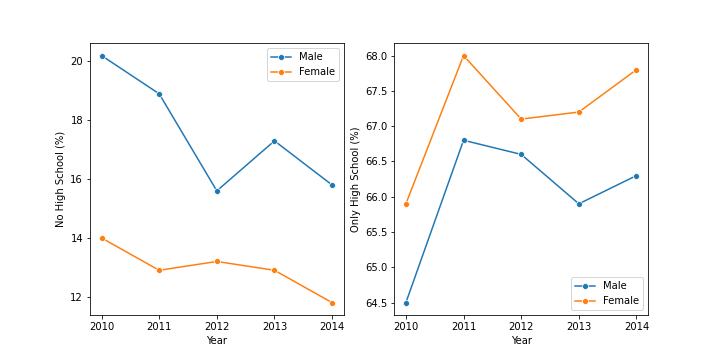 No High School (%)
20
18
16
14
12
Male
Female
2010 2011 2012 2013 2014
Year
Only High School (%)
68.0
67.5
67.0
66.5
66.0
65.5
65.0
64.5
Male
Female
2010 2011 2012 2013 2014
Year